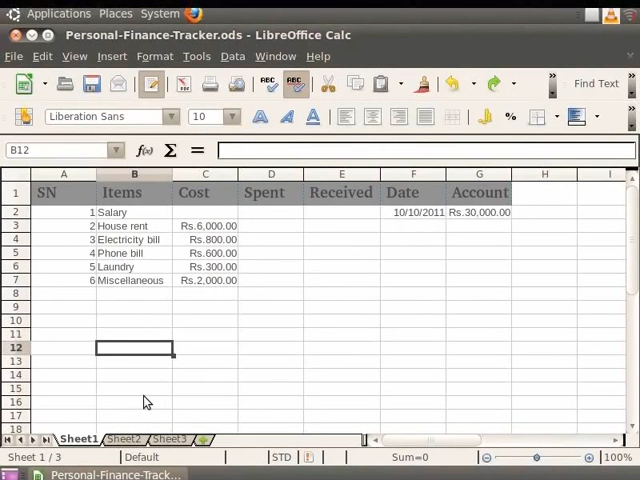 Applications Places System
Personal-Finance-Tracker.ods - LibreOffice Calc
File Edit View Insert Format Tools Data Window Help
ABC ABC Find Text
Liberation Sans 10 A A A %
B12 f(x) Σ =
A B C D E F G H I
1 SN Items Cost Spent Received Date Account
2 1 Salary 10/10/2011 Rs.30,000.00
3 2 House rent Rs.6,000.00
4 3 Electricity bill Rs.800.00
5 4 Phone bill Rs.600.00
6 5 Laundry Rs.300.00
7 6 Miscellaneous Rs.2,000.00
8
9
10
11
12
13
14
15
16
17
18
Sheet1 Sheet2 Sheet3
Sheet 1 / 3 Default STD Sum=0 100%
Personal-Finance-Track...